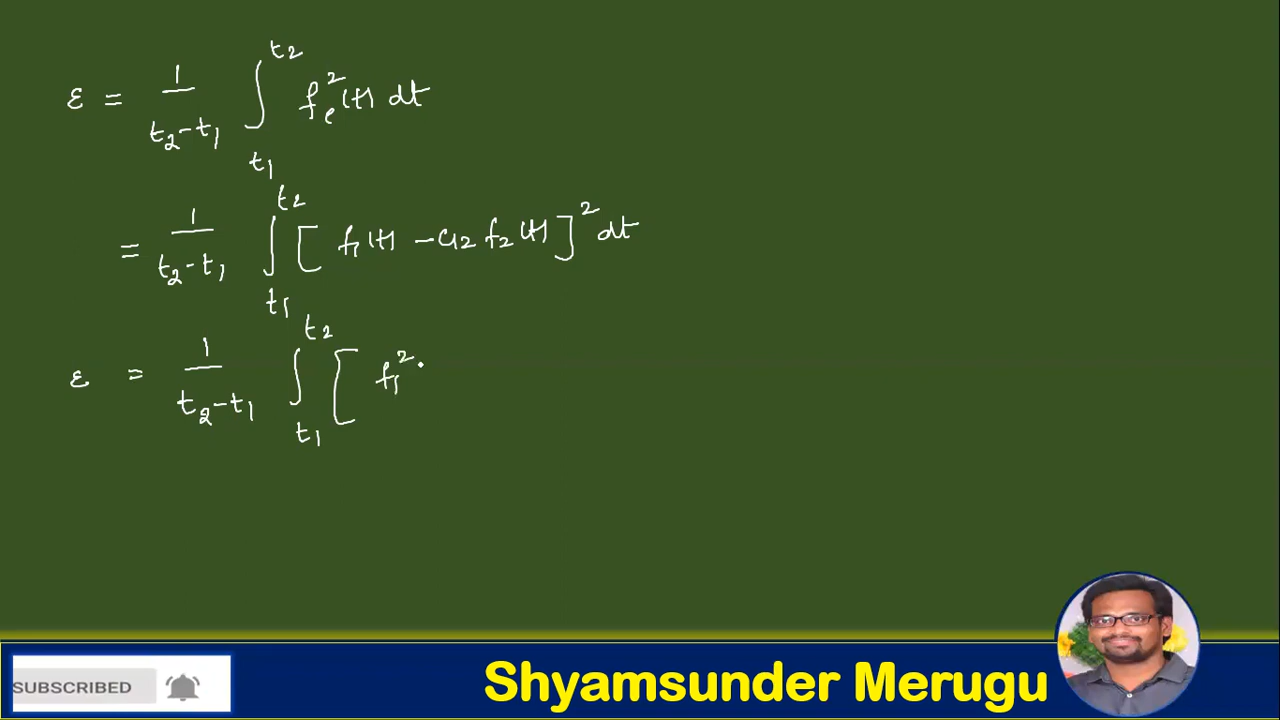 ε = 1/(t₂-t₁) ∫_{t₁}^{t₂} f_e²(t) dt
= 1/(t₂-t₁) ∫_{t₁}^{t₂} [ f₁(t) - C₁₂ f₂(t) ]² dt
ε = 1/(t₂-t₁) ∫_{t₁}^{t₂} [ f₁²
SUBSCRIBED
Shyamsunder Merugu